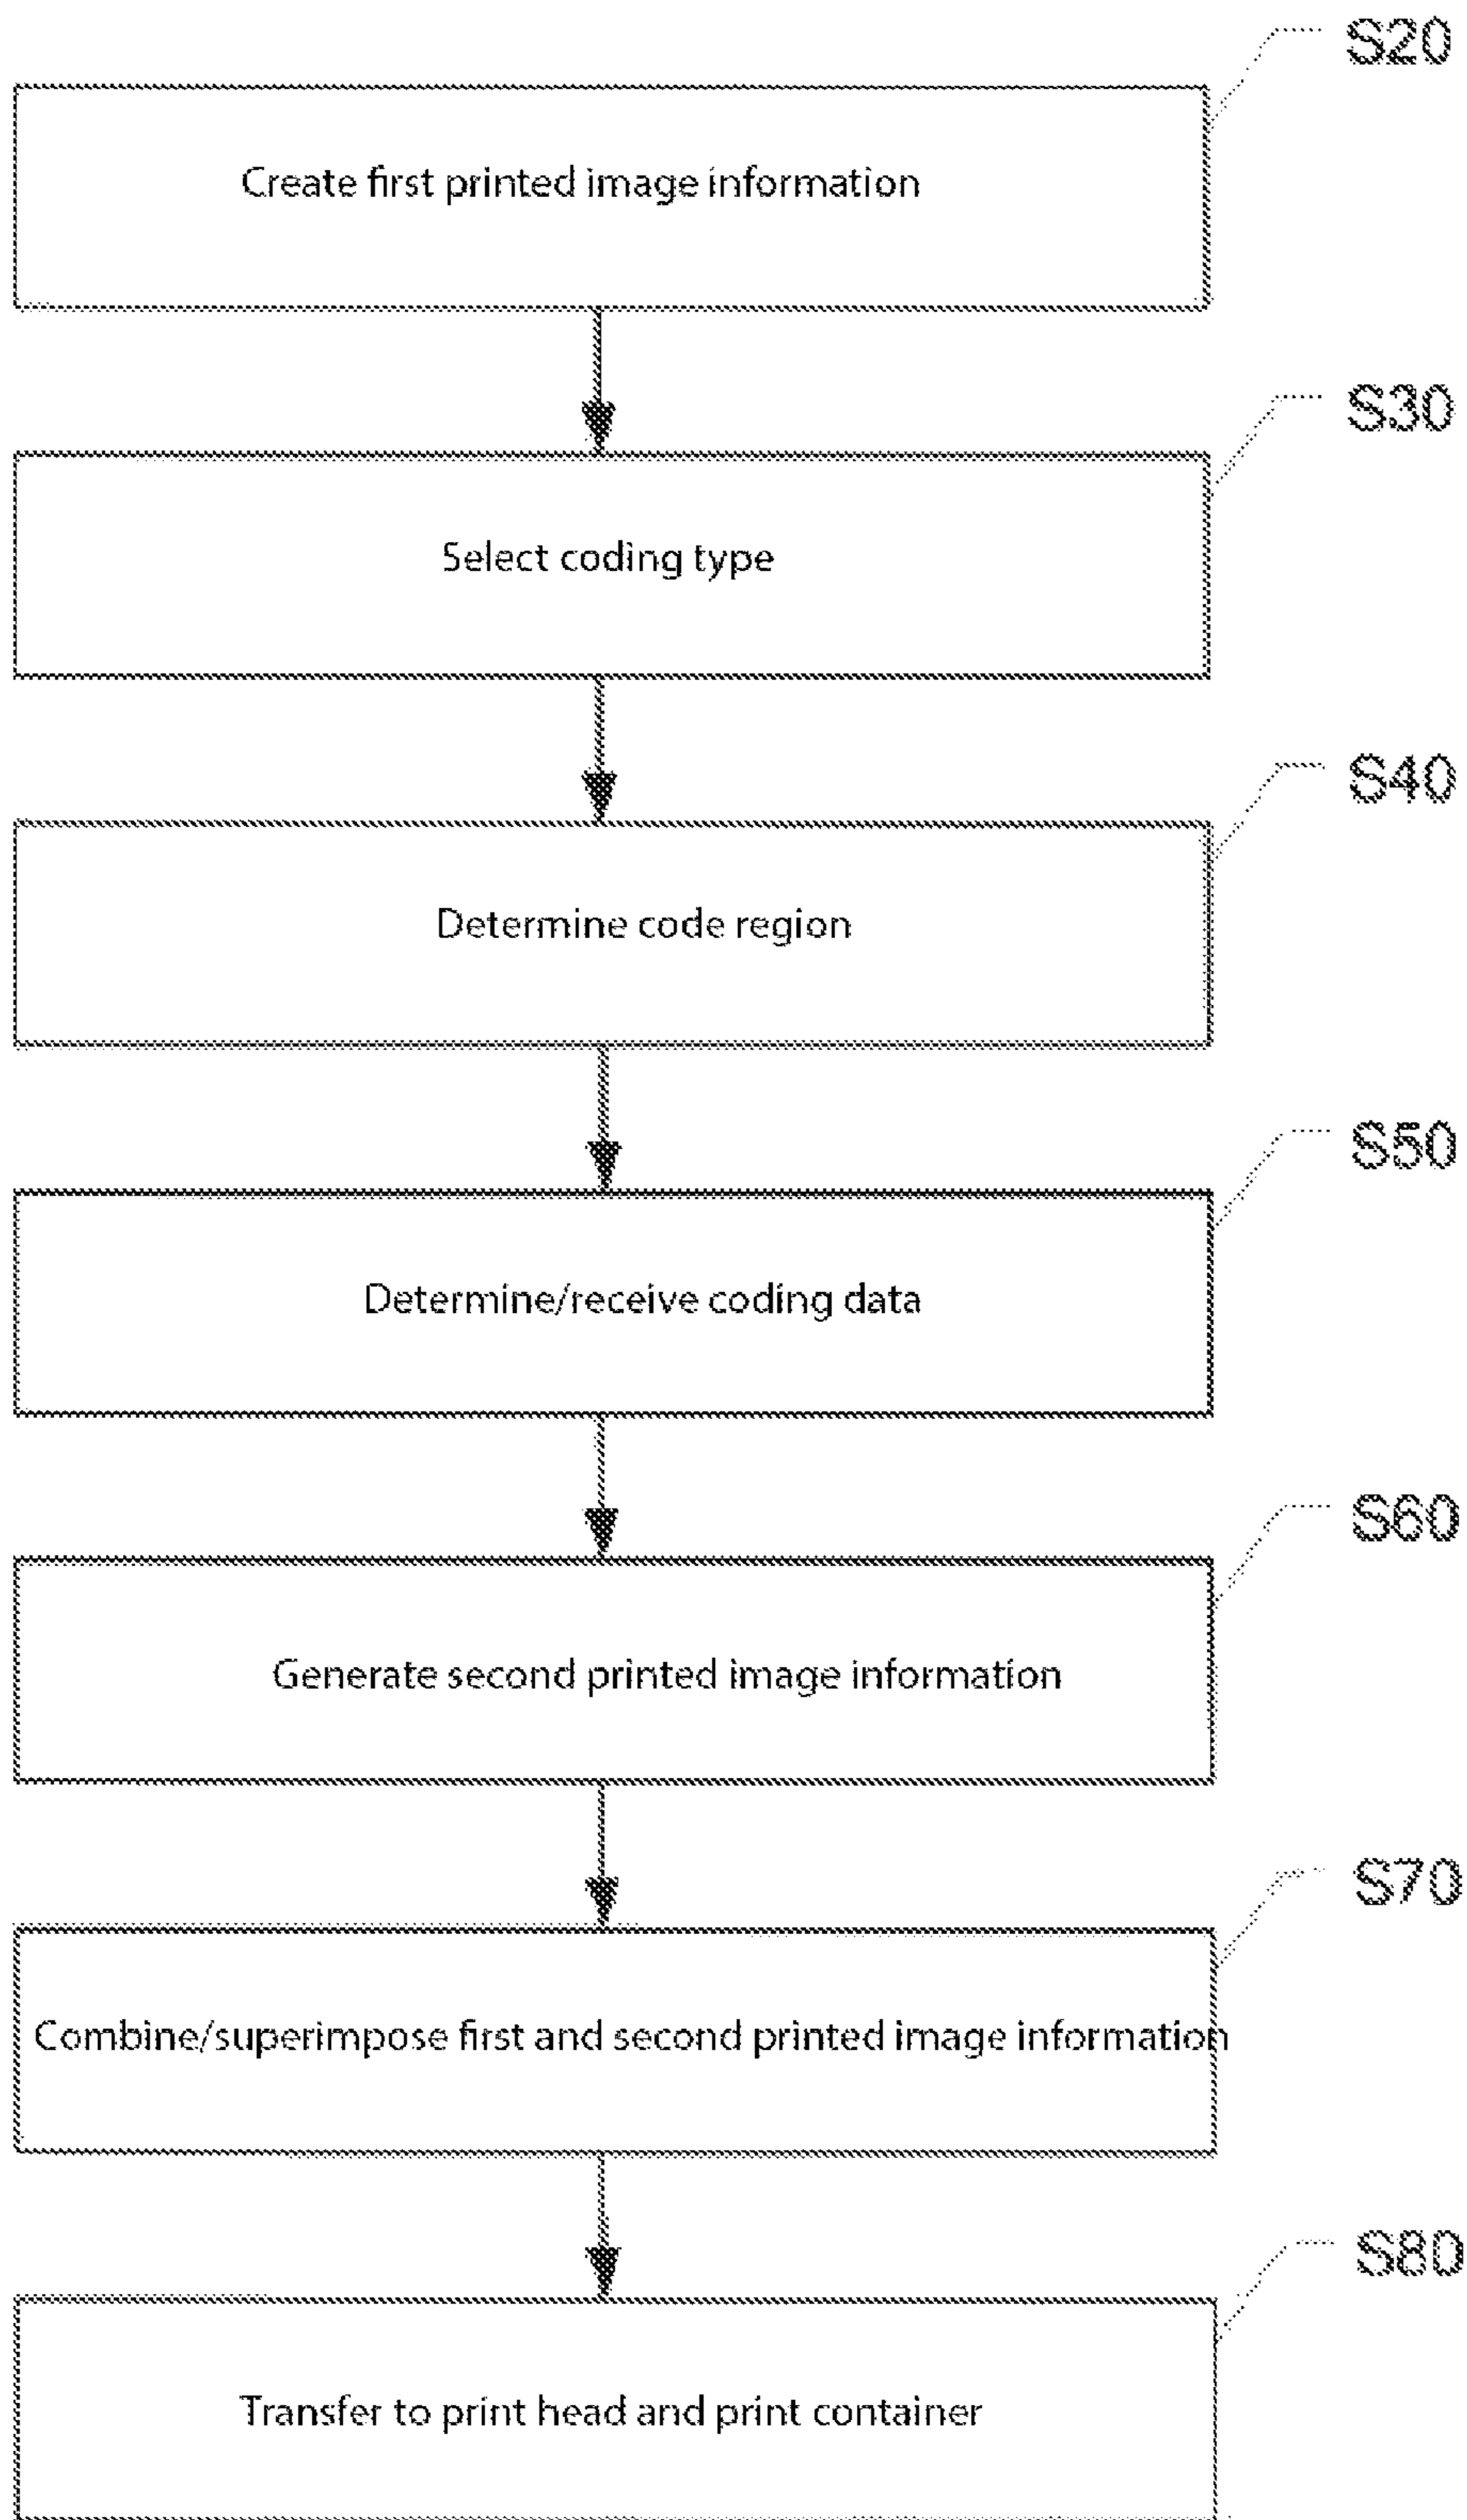 S20
Create first printed image information
S30
Select coding type
S40
Determine code region
S50
Determine/receive coding data
S60
Generate second printed image information
S70
Combine/superimpose first and second printed image information
S80
Transfer to print head and print container